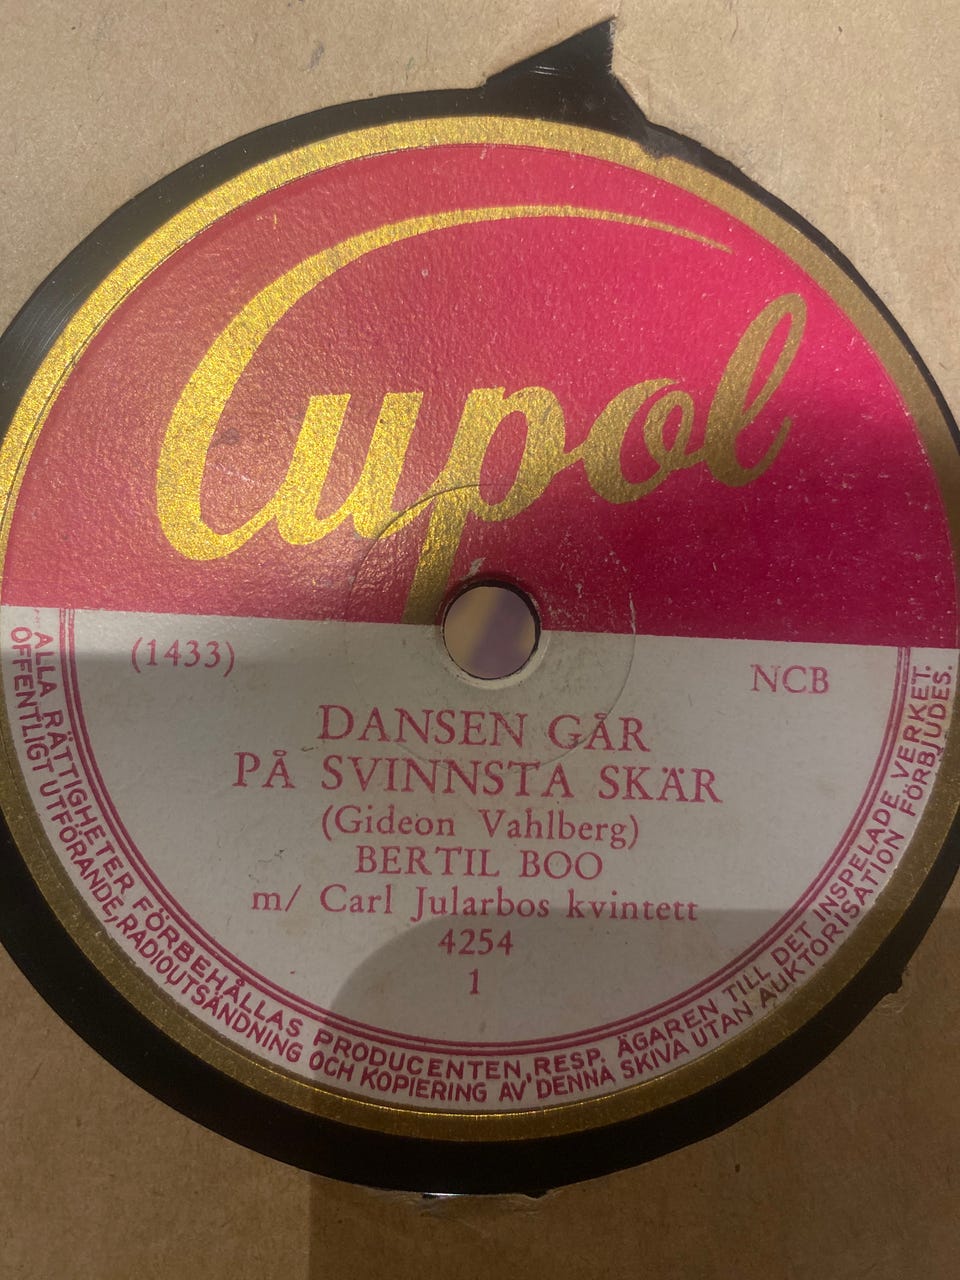 Cupol
(1433)
NCB
DANSEN GÅR
PÅ SVINNSTA SKÄR
(Gideon Vahlberg)
BERTIL BOO
m/ Carl Jularbos kvintett
4254
1
ALLA RÄTTIGHETER FÖRBEHÅLLAS PRODUCENTEN, RESP. ÄGAREN TILL DET INSPELADE VERKET.
OFFENTLIGT UTFÖRANDE, RADIOUTSÄNDNING OCH KOPIERING AV DENNA SKIVA UTAN AUKTORISATION FÖRBJUDES.